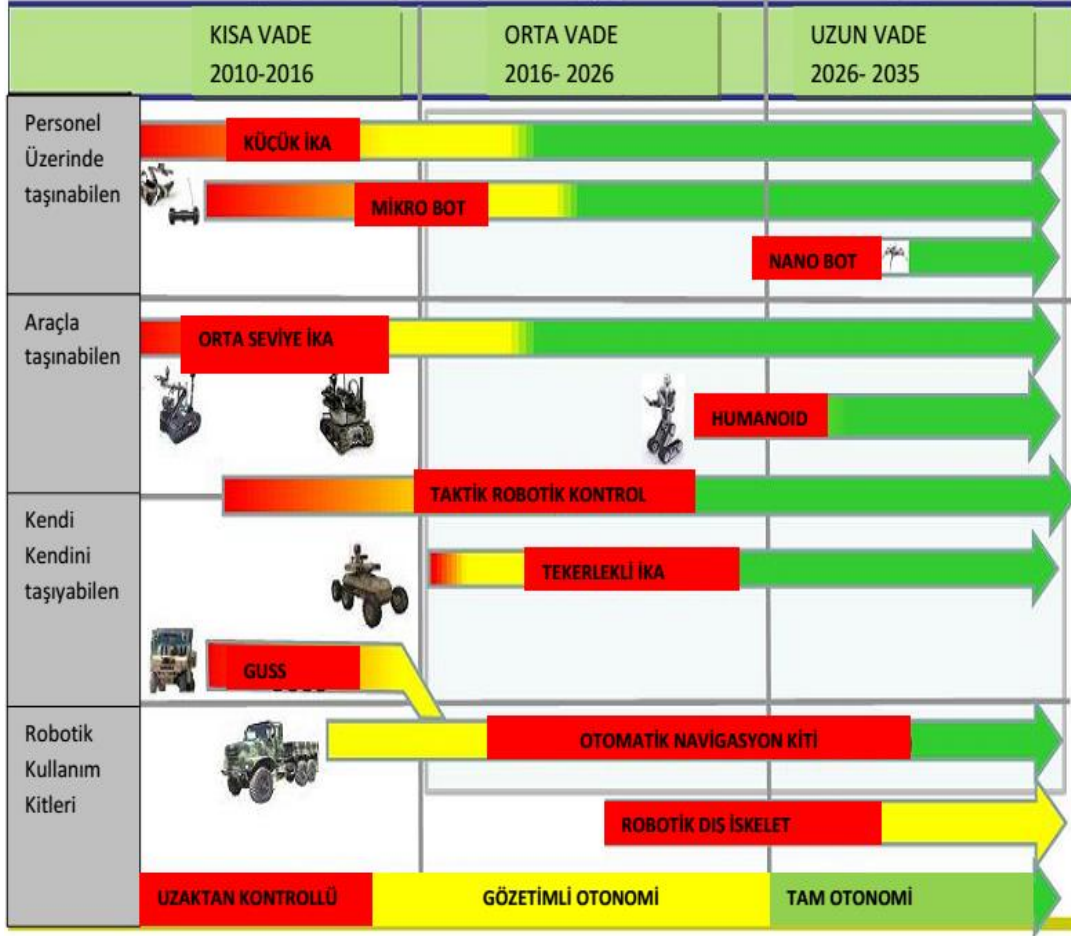 KISA VADE
2010-2016
ORTA VADE
2016- 2026
UZUN VADE
2026- 2035
Personel
Üzerinde
taşınabilen
KÜÇÜK İKA
MİKRO BOT
NANO BOT
Araçla
taşınabilen
ORTA SEVİYE İKA
HUMANOID
TAKTİK ROBOTİK KONTROL
Kendi
Kendini
taşıyabilen
TEKERLEKLİ İKA
GUSS
Robotik
Kullanım
Kitleri
OTOMATİK NAVİGASYON KİTİ
ROBOTİK DIŞ İSKELET
UZAKTAN KONTROLLÜ
GÖZETİMLİ OTONOMİ
TAM OTONOMİ